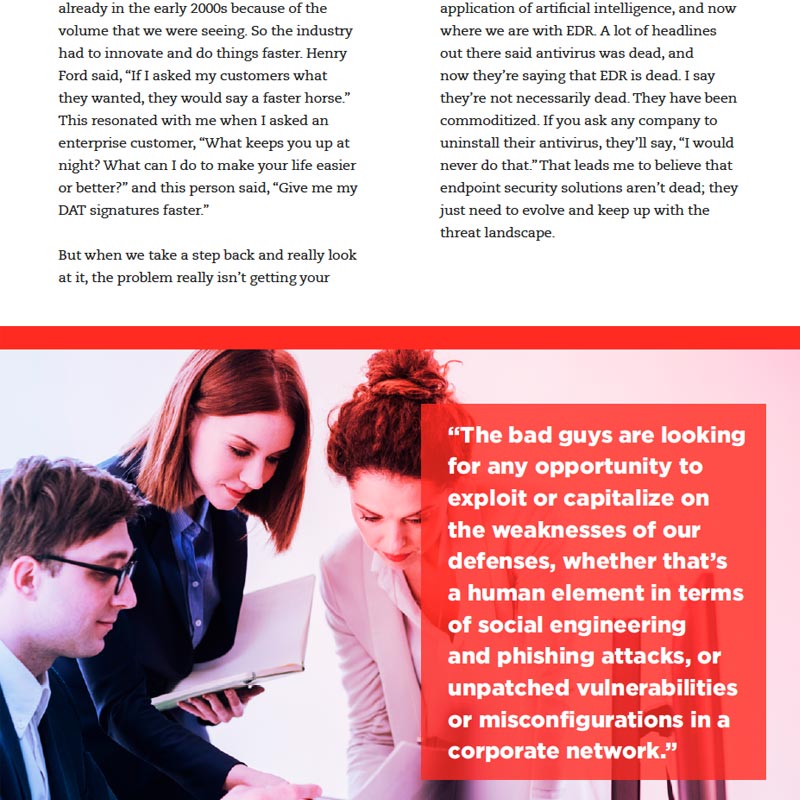 already in the early 2000s because of the
volume that we were seeing. So the industry
had to innovate and do things faster. Henry
Ford said, “If I asked my customers what
they wanted, they would say a faster horse.”
This resonated with me when I asked an
enterprise customer, “What keeps you up at
night? What can I do to make your life easier
or better?” and this person said, “Give me my
DAT signatures faster.”
But when we take a step back and really look
at it, the problem really isn’t getting your
application of artificial intelligence, and now
where we are with EDR. A lot of headlines
out there said antivirus was dead, and
now they’re saying that EDR is dead. I say
they’re not necessarily dead. They have been
commoditized. If you ask any company to
uninstall their antivirus, they’ll say, “I would
never do that.” That leads me to believe that
endpoint security solutions aren’t dead; they
just need to evolve and keep up with the
threat landscape.
“The bad guys are looking
for any opportunity to
exploit or capitalize on
the weaknesses of our
defenses, whether that’s
a human element in terms
of social engineering
and phishing attacks, or
unpatched vulnerabilities
or misconfigurations in a
corporate network.”